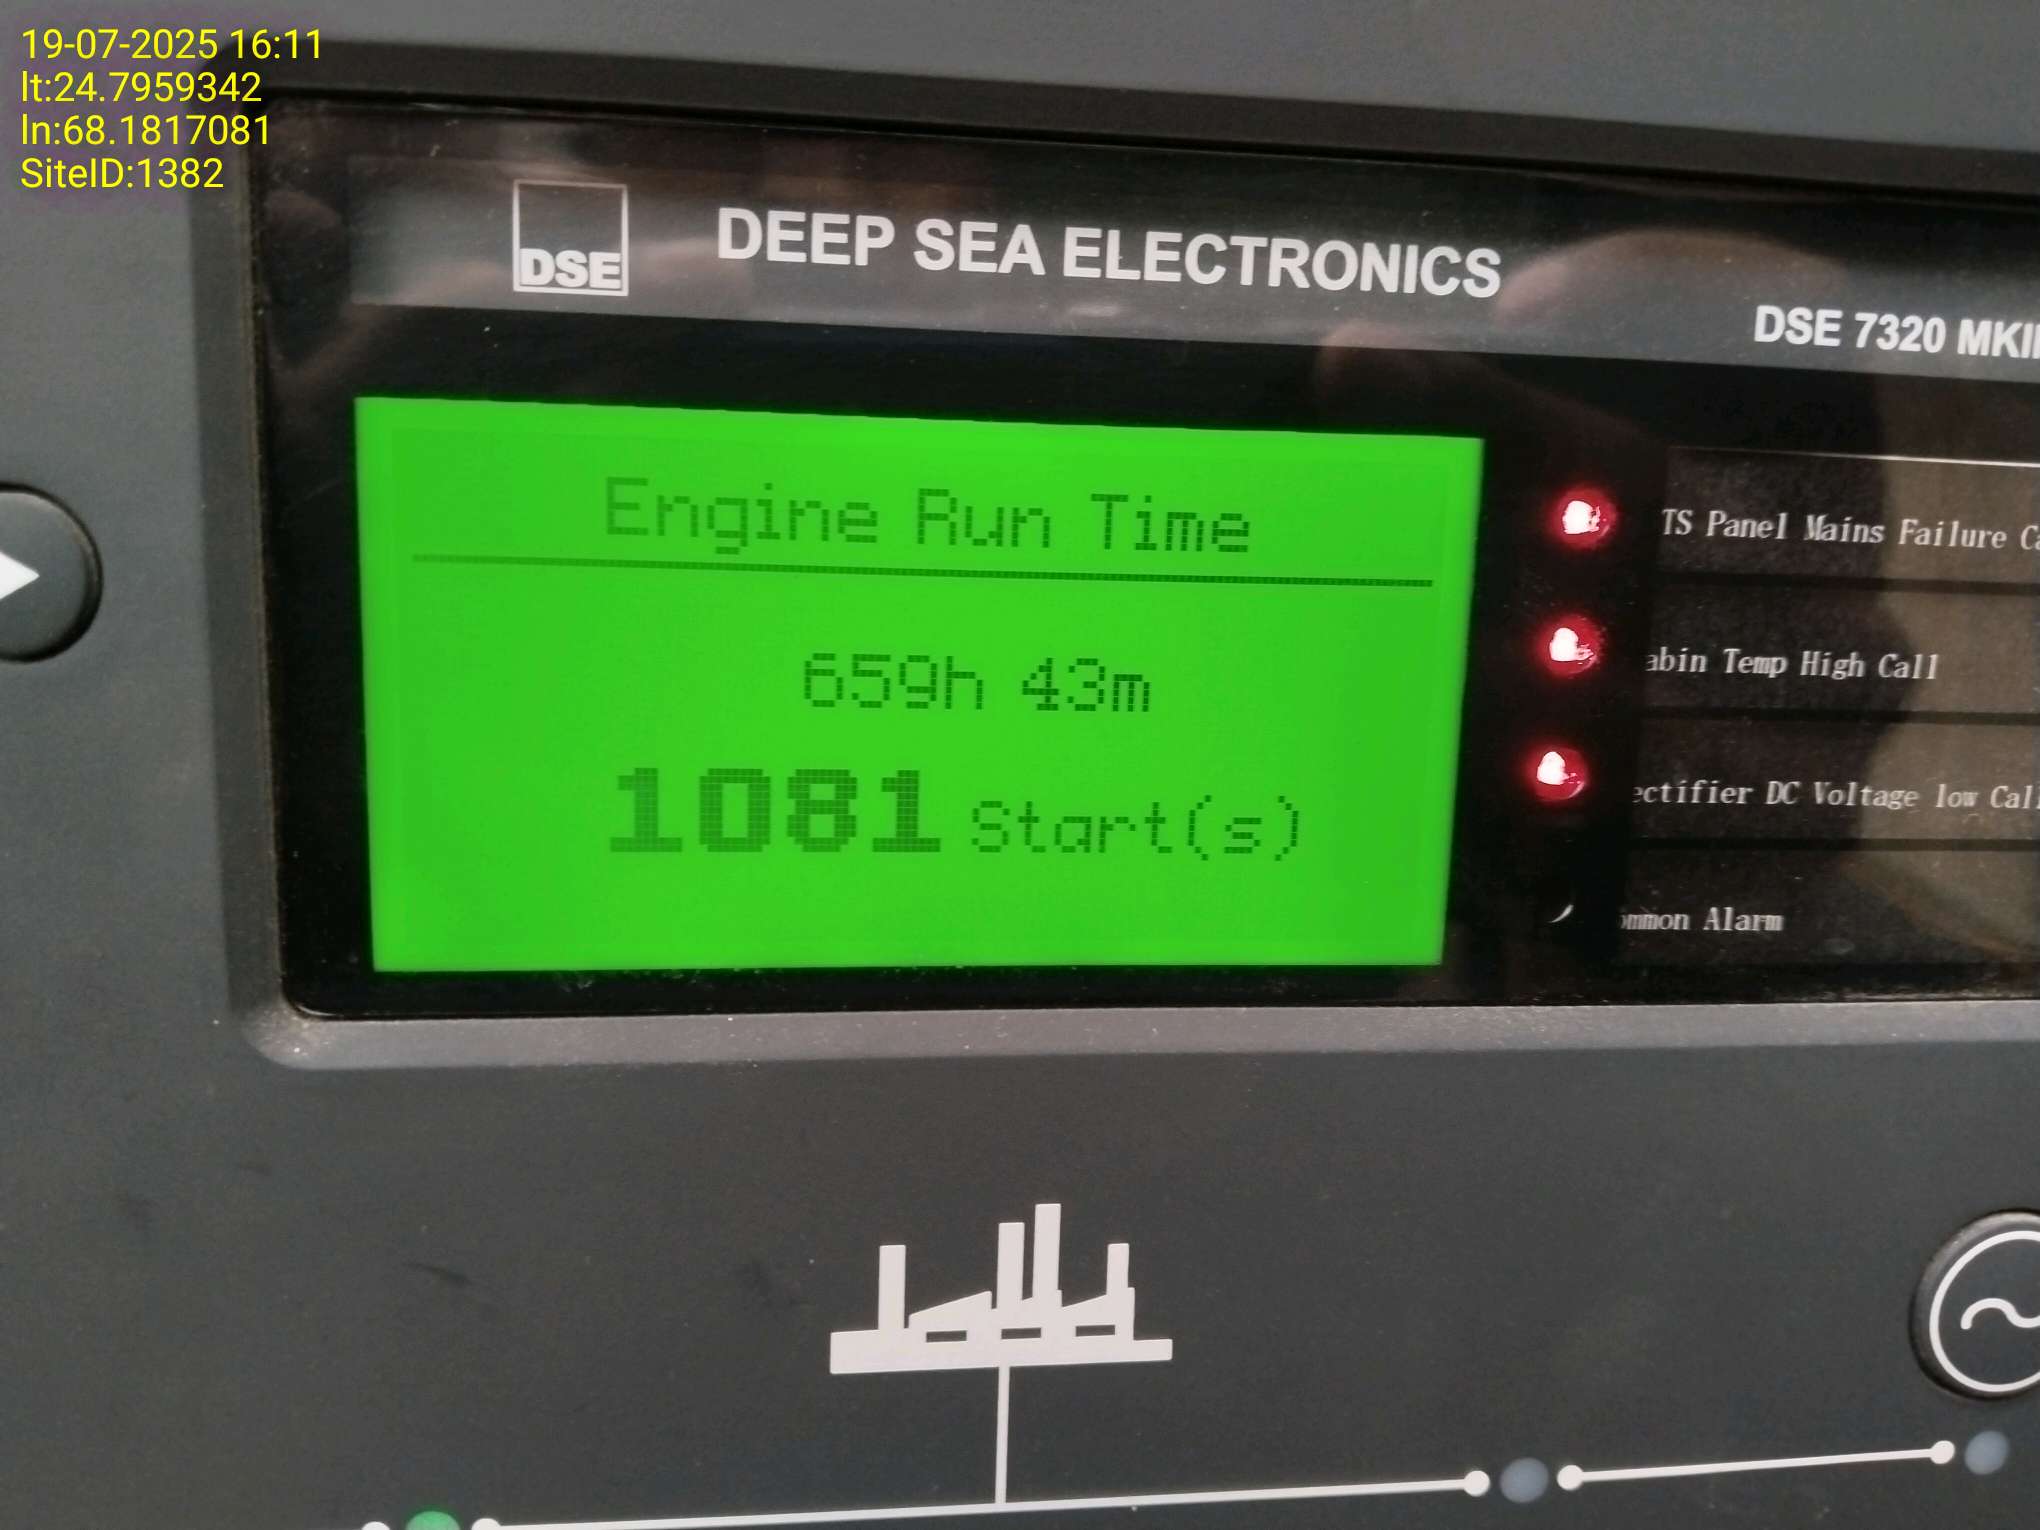 19-07-2025 16:11
lt:24.7959342
ln:68.1817081
SiteID:1382
DSE
DEEP SEA ELECTRONICS
DSE 7320 MKII
Engine Run Time
659h 43m
1081 Start(s)
TS Panel Mains Failure
abin Temp High Call
ectifier DC Voltage low Cal
ommon Alarm